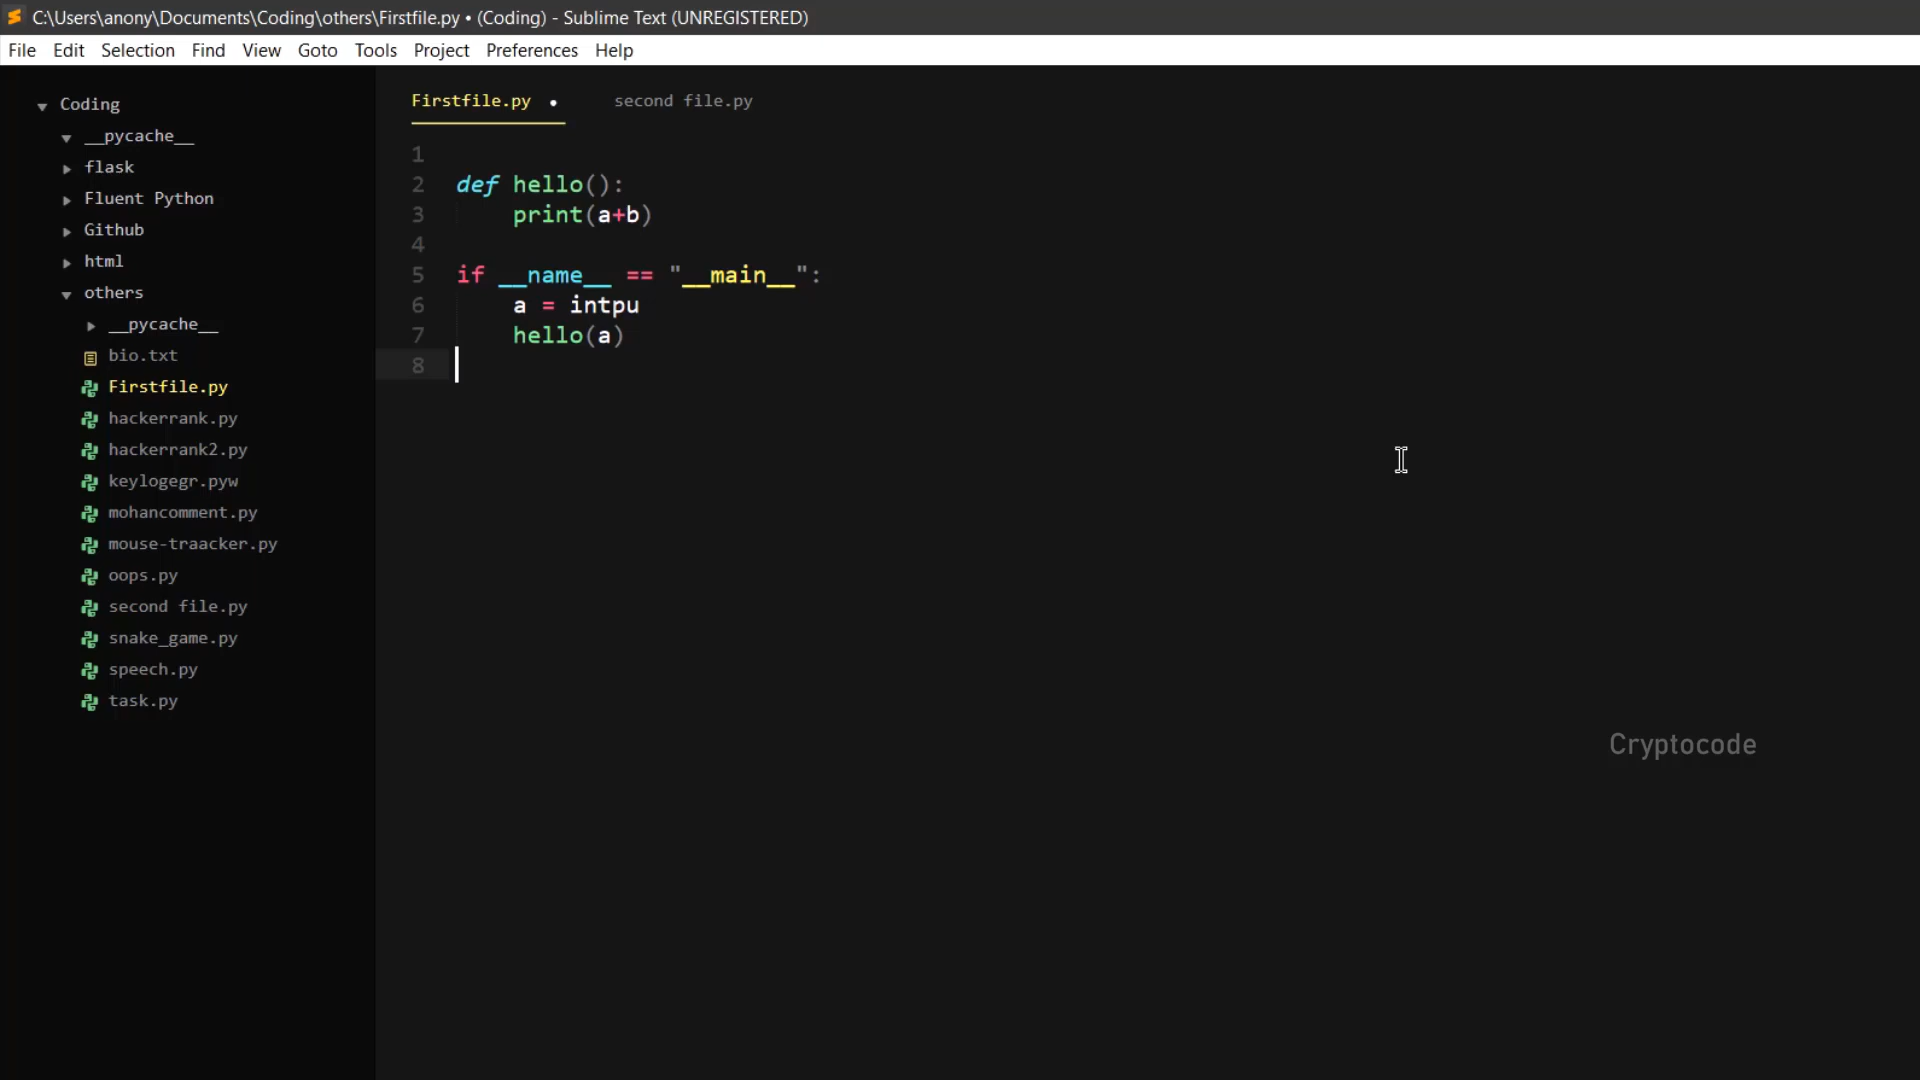 C:\Users\anony\Documents\Coding\others\Firstfile.py • (Coding) - Sublime Text (UNREGISTERED)
File Edit Selection Find View Goto Tools Project Preferences Help
Coding
__pycache__
flask
Fluent Python
Github
html
others
__pycache__
bio.txt
Firstfile.py
hackerrank.py
hackerrank2.py
keylogegr.pyw
mohancomment.py
mouse-traacker.py
oops.py
second file.py
snake_game.py
speech.py
task.py
Firstfile.py • second file.py
1
2 def hello():
3     print(a+b)
4
5 if __name__ == "__main__":
6     a = intpu
7     hello(a)
8
Cryptocode